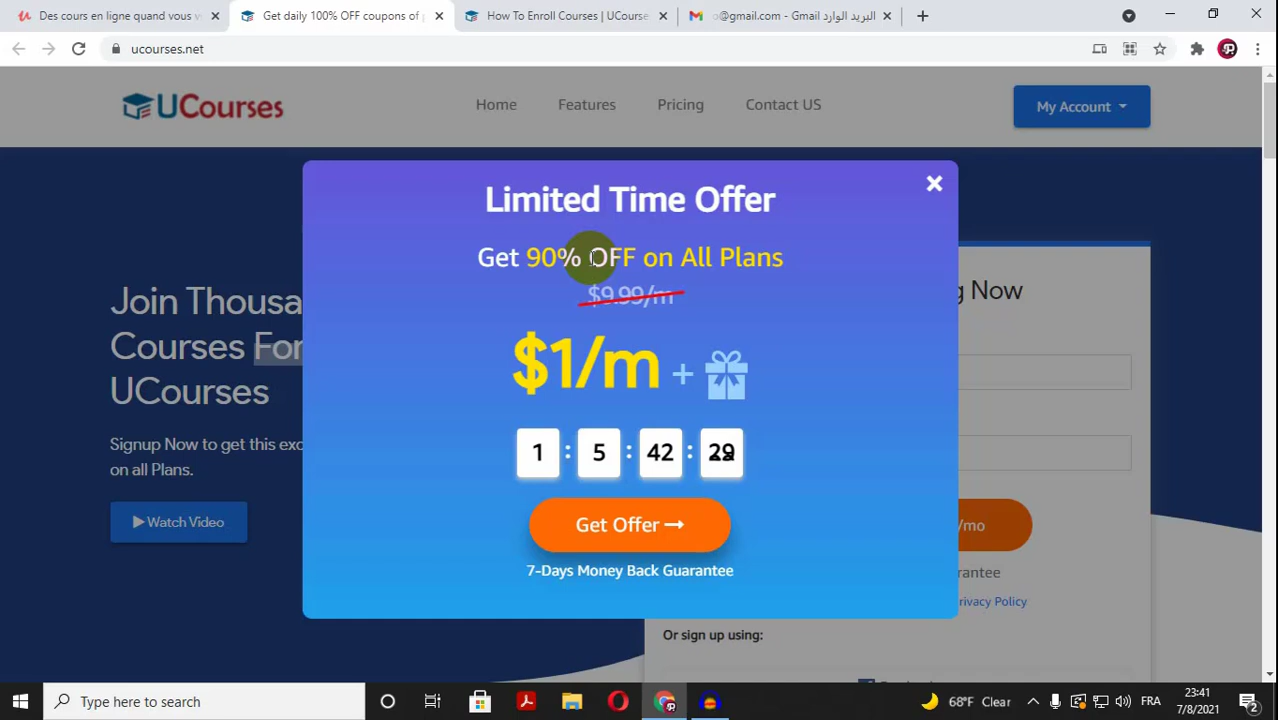 Des cours en ligne quand vous v
Get daily 100% OFF coupons of
How To Enroll Courses | UCourse
o@gmail.com - Gmail البريد الوارد
ucourses.net
UCourses
Home
Features
Pricing
Contact US
My Account
Limited Time Offer
Get 90% OFF on All Plans
$9.99/m
$1/m +
1 : 5 : 42 :
Get Offer
7-Days Money Back Guarantee
Join Thousa
Courses For
UCourses
Signup Now to get this exc
on all Plans.
Watch Video
g Now
/mo
rantee
rivacy Policy
Or sign up using:
Type here to search
68°F Clear
FRA
23:41
7/8/2021
2